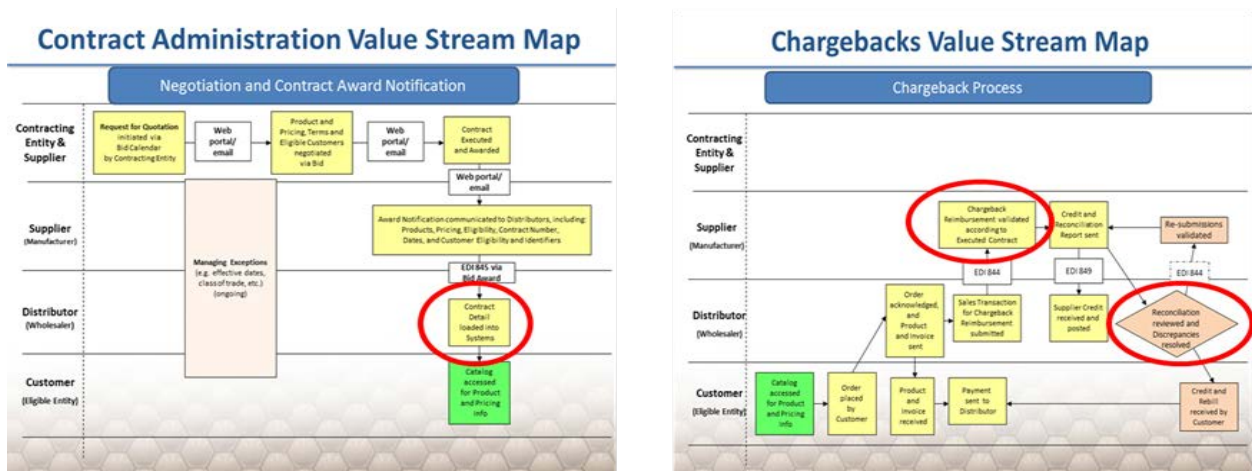 Contract Administration Value Stream Map
Negotiation and Contract Award Notification
Contracting
Entity &
Supplier
Request for Quotation
initiated via
Bid Calendar
by Contracting Entity
Web
portal/
email
Product and
Pricing, Terms and
Eligible Customers
negotiated
via Bid
Web
portal/
email
Contract
Executed
and Awarded
Web portal/
email
Supplier
(Manufacturer)
Award Notification communicated to Distributors, including:
Products, Pricing, Eligibility, Contract Number,
Dates, and Customer Eligibility and Identifiers
Managing Exceptions
(e.g. effective dates,
class of trade, etc.)
(ongoing)
EDI 845 via
Bid Award
Distributor
(Wholesaler)
Contract
Detail
loaded into
Systems
Customer
(Eligible Entity)
Catalog
accessed
for Product
and Pricing
Info
Chargebacks Value Stream Map
Chargeback Process
Contracting
Entity &
Supplier
Supplier
(Manufacturer)
Chargeback
Reimbursement validated
according to
Executed Contract
Credit and
Reconciliation
Report sent
Re-submissions
validated
EDI 844
EDI 849
EDI 844
Distributor
(Wholesaler)
Order
acknowledged,
and
Product
and Invoice
sent
Sales Transaction
for Chargeback
Reimbursement
submitted
Supplier Credit
received and
posted
Reconciliation
reviewed and
Discrepancies
resolved
Customer
(Eligible Entity)
Catalog
accessed
for Product
and Pricing
Info
Order
placed
by
Customer
Product
and
Invoice
received
Payment
sent to
Distributor
Credit and
Rebill
received by
Customer